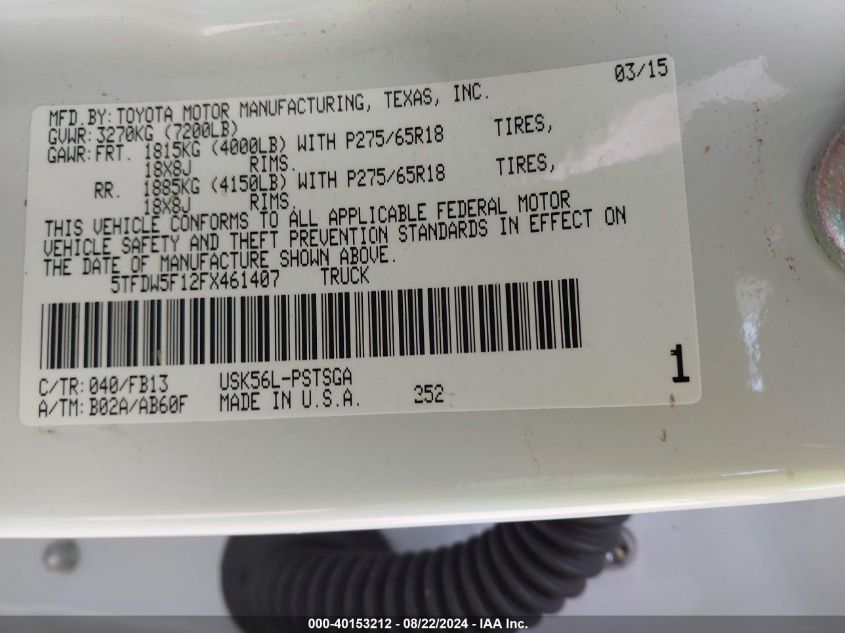 03/15
MFD.BY:TOYOTA MOTOR MANUFACTURING, TEXAS, INC.
GVWR:3270KG (7200LB)
GAWR:FRT. 1815KG (4000LB) WITH P275/65R18 TIRES,
18X8J RIMS.
RR. 1885KG (4150LB) WITH P275/65R18 TIRES,
18X8J RIMS.
THIS VEHICLE CONFORMS TO ALL APPLICABLE FEDERAL MOTOR
VEHICLE SAFETY AND THEFT PREVENTION STANDARDS IN EFFECT ON
THE DATE OF MANUFACTURE SHOWN ABOVE.
5TFDW5F12FX461407 TRUCK
C/TR: 040/FB13 USK56L-PSTSGA
A/TM: B02A/AB60F MADE IN U.S.A. 252
1
000-40153212 - 08/22/2024 - IAA Inc.